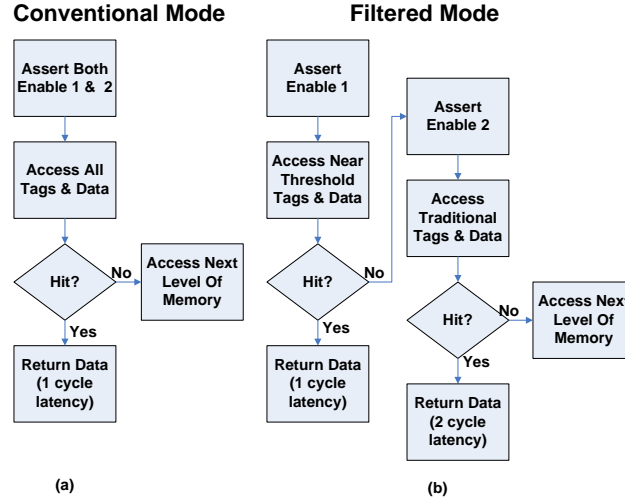 Conventional Mode
Assert Both
Enable 1 & 2
Access All
Tags & Data
Hit?
No
Access Next
Level Of
Memory
Yes
Return Data
(1 cycle
latency)
(a)
Filtered Mode
Assert
Enable 1
Access Near
Threshold
Tags & Data
Hit?
No
Yes
Return Data
(1 cycle
latency)
Assert
Enable 2
Access
Traditional
Tags & Data
Hit?
No
Access Next
Level Of
Memory
Yes
Return Data
(2 cycle
latency)
(b)